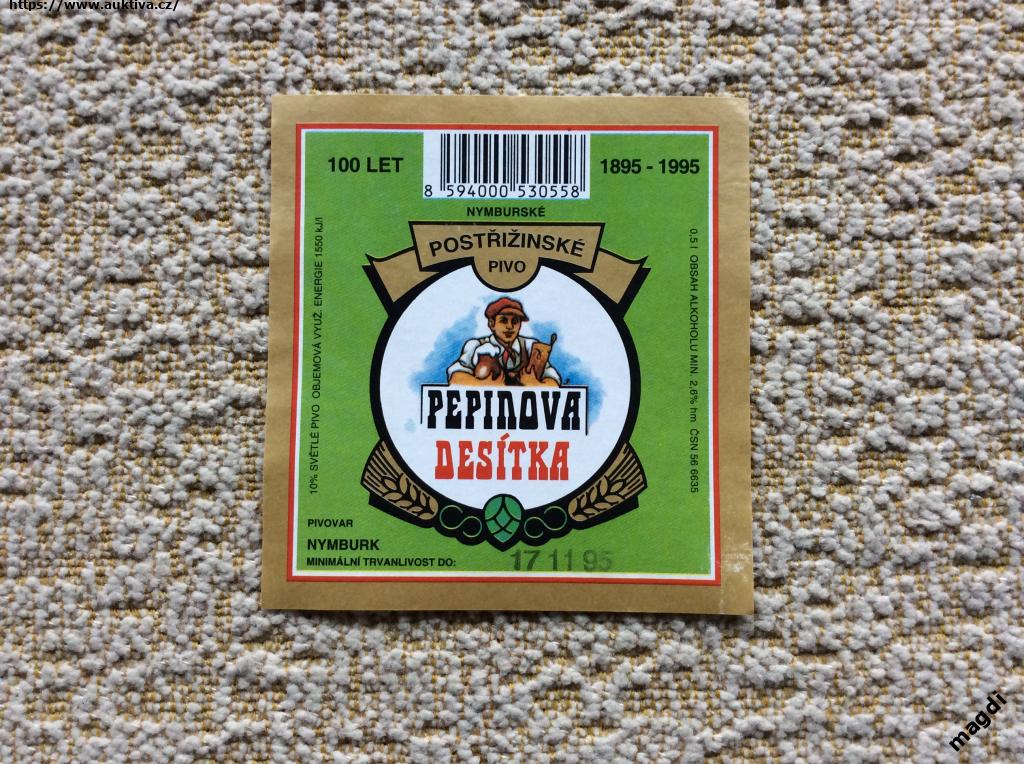 https://www.auktiva.cz/
100 LET
8 594000 530558
1895 - 1995
NYMBURSKÉ
POSTŘIŽINSKÉ
PIVO
10% SVĚTLÉ PIVO OBJEMOVÁ VYUŽ. ENERGIE 1550 kJ/l
0,5 l OBSAH ALKOHOLU MIN. 2,6% hm ČSN 56 6635
PEPINOVA
DESÍTKA
PIVOVAR
NYMBURK
MINIMÁLNÍ TRVANLIVOST DO:
17 11 95
magdi